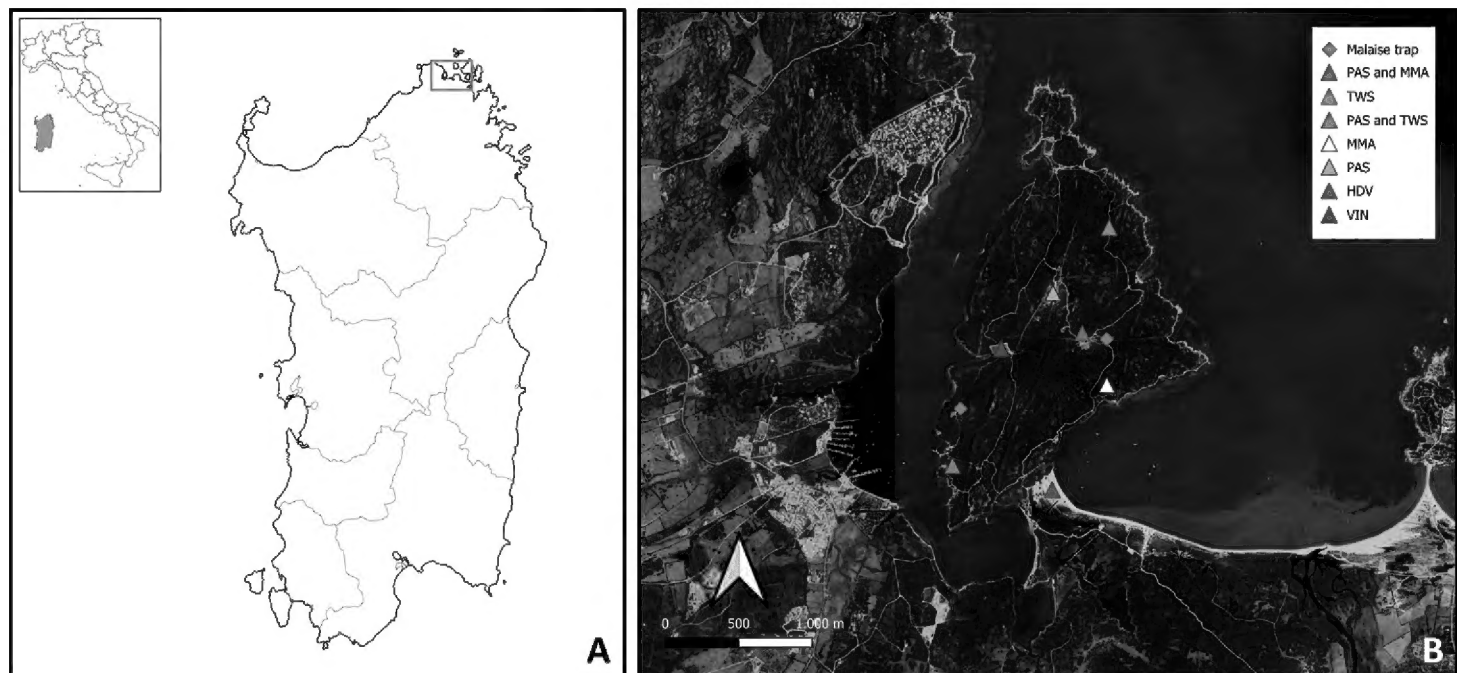 A
Malaise trap
PAS and MMA
TWS
PAS and TWS
MMA
PAS
HDV
VIN
0 500 1.000 m
B